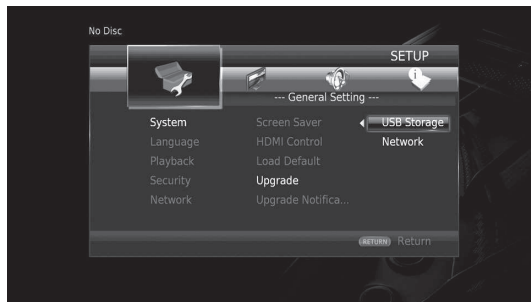 No Disc
SETUP
--- General Setting ---
System
Language
Playback
Security
Network
Screen Saver
HDMI Control
Load Default
Upgrade
Upgrade Notifica...
USB Storage
Network
RETURN Return